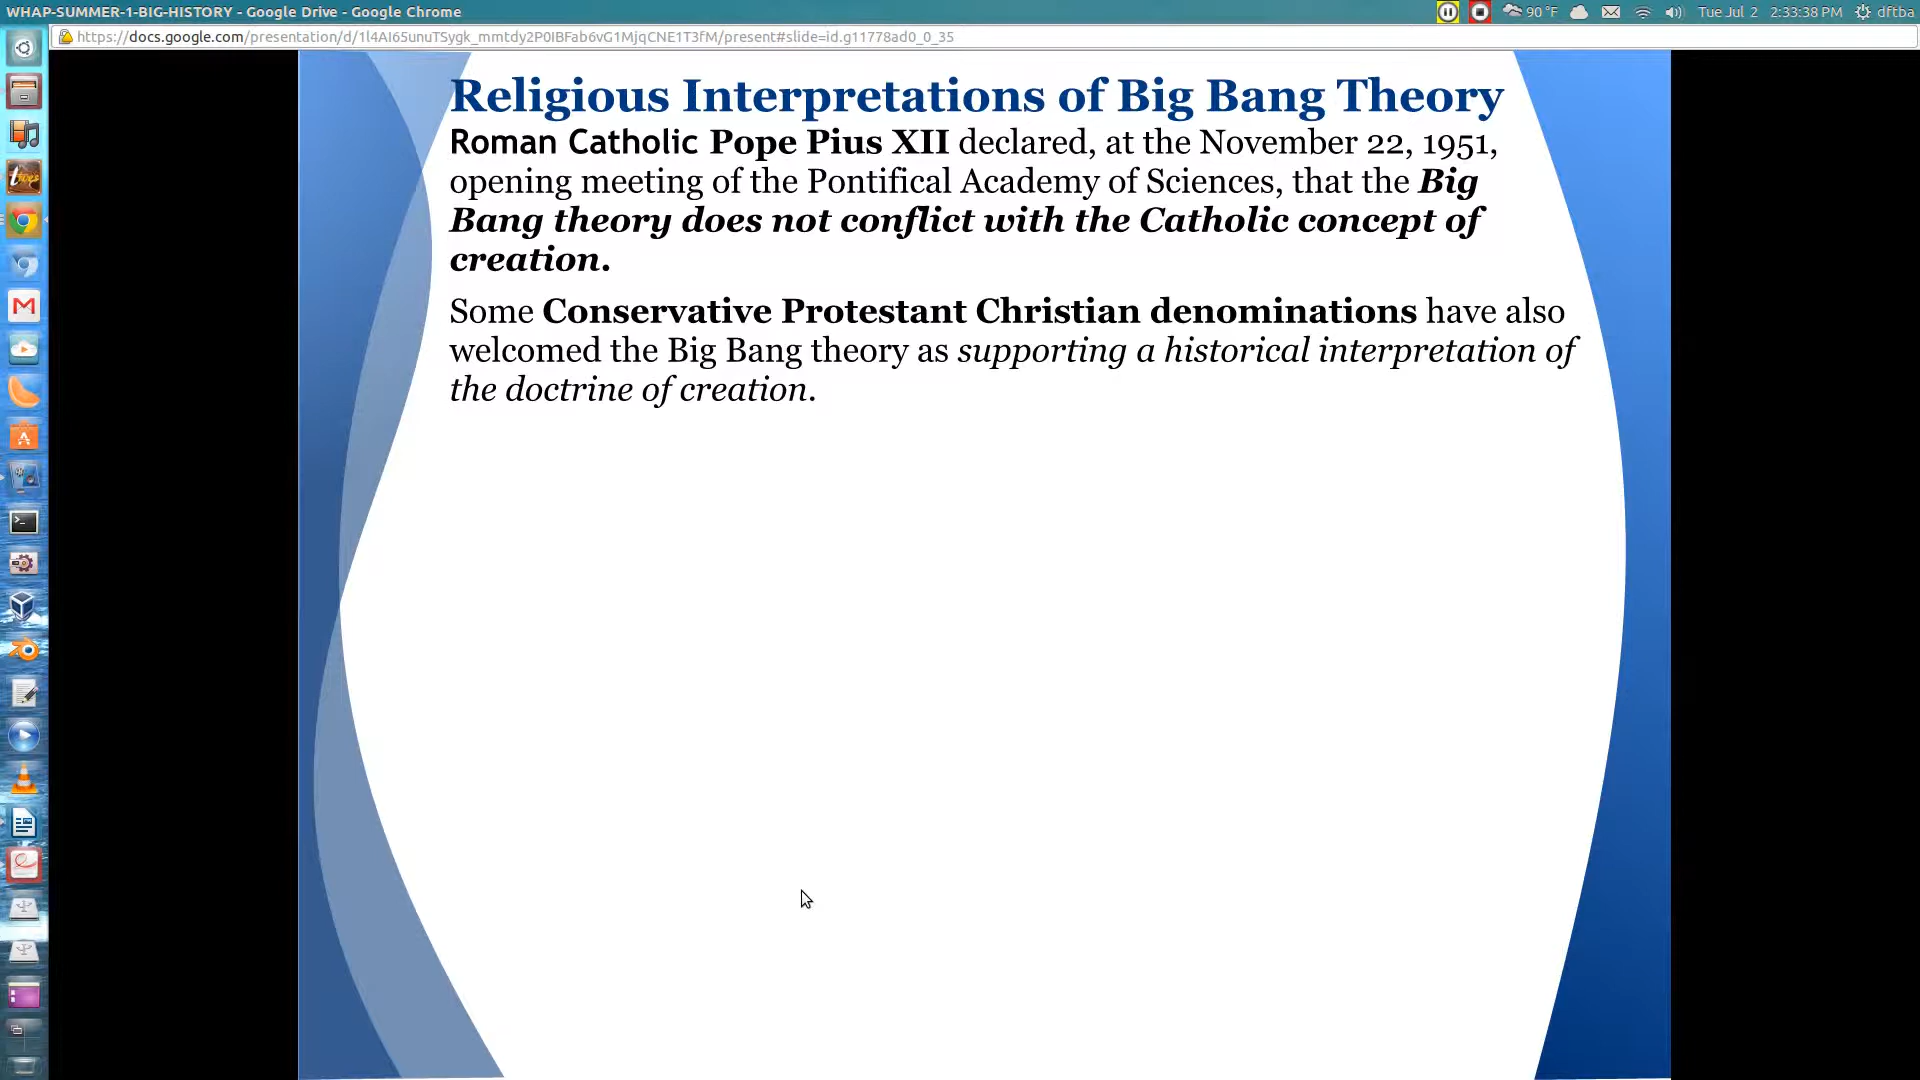 WHAP-SUMMER-1-BIG-HISTORY - Google Drive - Google Chrome
90 °F
Tue Jul 2 2:33:38 PM
dftba
https://docs.google.com/presentation/d/1l4AI65unuTSygk_mmtdy2P0IBFab6vG1MjqCNE1T3fM/present#slide=id.g11778ad0_0_35
Religious Interpretations of Big Bang Theory
Roman Catholic Pope Pius XII declared, at the November 22, 1951,
opening meeting of the Pontifical Academy of Sciences, that the Big
Bang theory does not conflict with the Catholic concept of
creation.
Some Conservative Protestant Christian denominations have also
welcomed the Big Bang theory as supporting a historical interpretation of
the doctrine of creation.